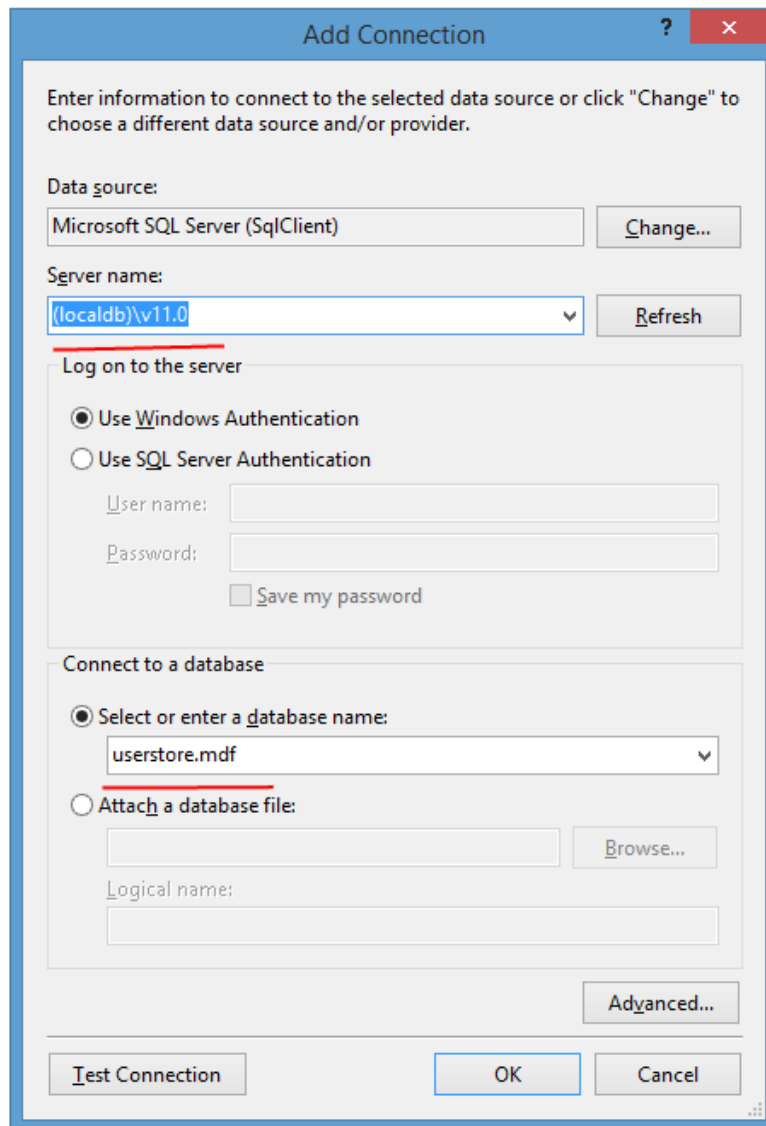 Add Connection
?
Enter information to connect to the selected data source or click "Change" to
choose a different data source and/or provider.
Data source:
Microsoft SQL Server (SqlClient)
Change...
Server name:
(localdb)\v11.0
Refresh
Log on to the server
Use Windows Authentication
Use SQL Server Authentication
User name:
Password:
Save my password
Connect to a database
Select or enter a database name:
userstore.mdf
Attach a database file:
Browse...
Logical name:
Advanced...
Test Connection
OK
Cancel